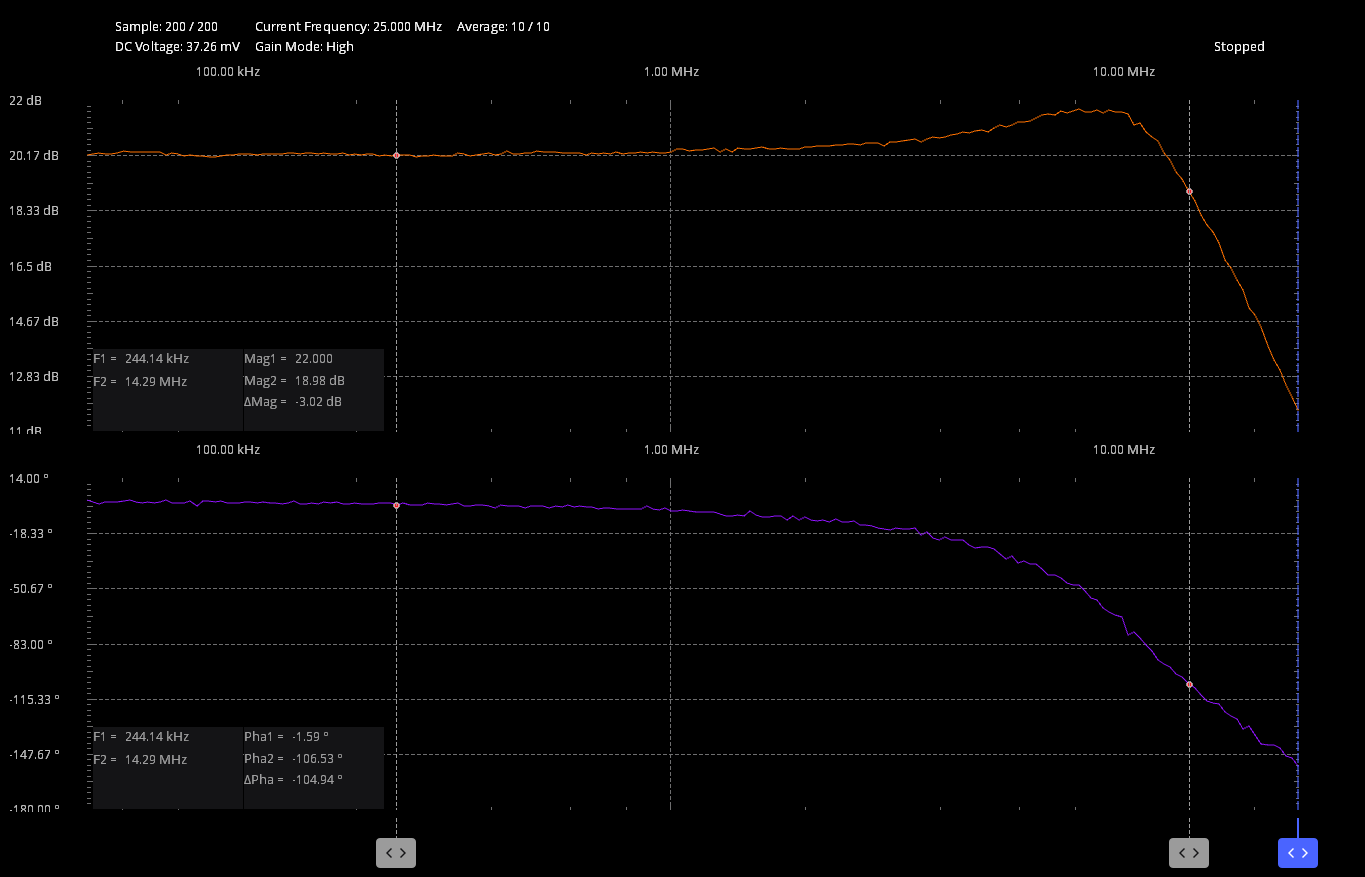 Sample: 200 / 200 Current Frequency: 25.000 MHz Average: 10 / 10
DC Voltage: 37.26 mV Gain Mode: High Stopped
100.00 kHz 1.00 MHz 10.00 MHz
22 dB
20.17 dB
18.33 dB
16.5 dB
14.67 dB
12.83 dB
11 dB
F1 = 244.14 kHz Mag1 = 22.000
F2 = 14.29 MHz Mag2 = 18.98 dB
ΔMag = -3.02 dB
100.00 kHz 1.00 MHz 10.00 MHz
14.00 °
-18.33 °
-50.67 °
-83.00 °
-115.33 °
-147.67 °
-180.00 °
F1 = 244.14 kHz Pha1 = -1.59 °
F2 = 14.29 MHz Pha2 = -106.53 °
ΔPha = -104.94 °